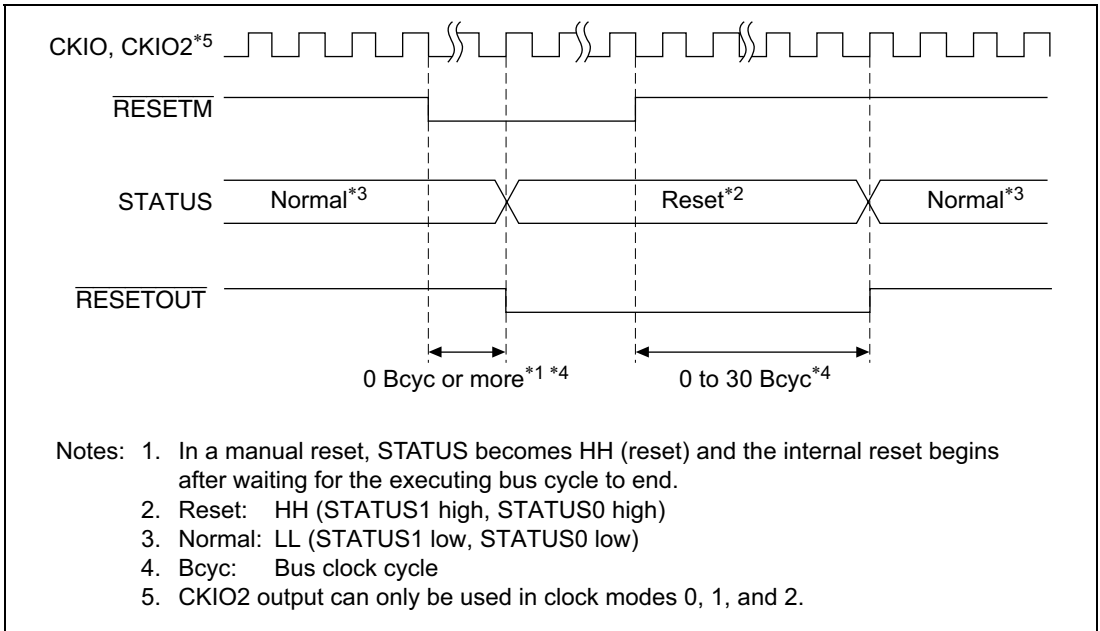 CKIO, CKIO2*5
RESETM
STATUS Normal*3 Reset*2 Normal*3
RESETOUT
0 Bcyc or more*1 *4 0 to 30 Bcyc*4
Notes: 1. In a manual reset, STATUS becomes HH (reset) and the internal reset begins
after waiting for the executing bus cycle to end.
2. Reset: HH (STATUS1 high, STATUS0 high)
3. Normal: LL (STATUS1 low, STATUS0 low)
4. Bcyc: Bus clock cycle
5. CKIO2 output can only be used in clock modes 0, 1, and 2.